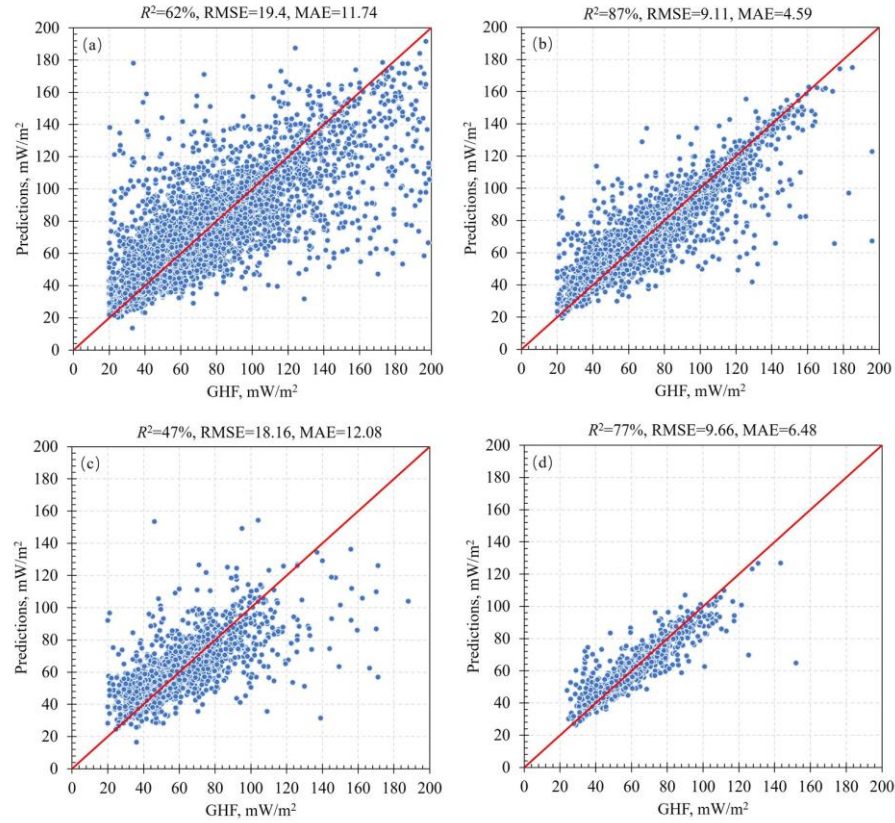 R²=62%, RMSE=19.4, MAE=11.74
(a)
200
180
160
140
120
100
80
60
40
20
0
Predictions, mW/m²
0 20 40 60 80 100 120 140 160 180 200
GHF, mW/m²
R²=87%, RMSE=9.11, MAE=4.59
(b)
200
180
160
140
120
100
80
60
40
20
0
Predictions, mW/m²
0 20 40 60 80 100 120 140 160 180 200
GHF, mW/m²
R²=47%, RMSE=18.16, MAE=12.08
(c)
200
180
160
140
120
100
80
60
40
20
0
Predictions, mW/m²
0 20 40 60 80 100 120 140 160 180 200
GHF, mW/m²
R²=77%, RMSE=9.66, MAE=6.48
(d)
200
180
160
140
120
100
80
60
40
20
0
Predictions, mW/m²
0 20 40 60 80 100 120 140 160 180 200
GHF, mW/m²